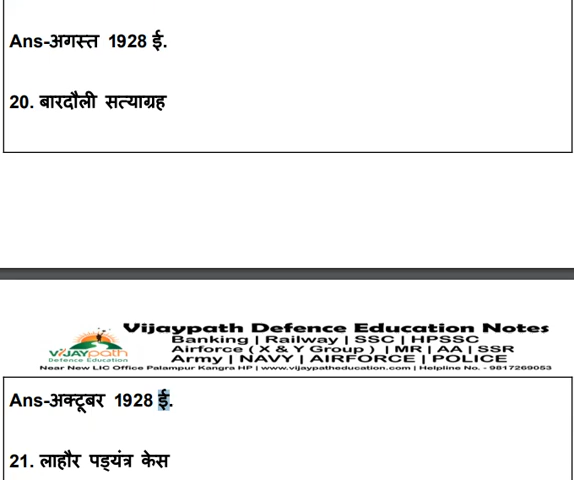 Ans-अगस्त 1928 ई.
20. बारदौली सत्याग्रह
Vijaypath Defence Education Notes
Banking | Railway | SSC | HPSSC
Airforce ( X & Y Group ) | MR | AA | SSR
Army | NAVY | AIRFORCE | POLICE
VIJAYPATH
Defence Education
Near New LIC Office Palampur Kangra HP | www.vijaypatheducation.com | Helpline No. - 9817269053
Ans-अक्टूबर 1928 ई.
21. लाहौर पड्यंत्र केस